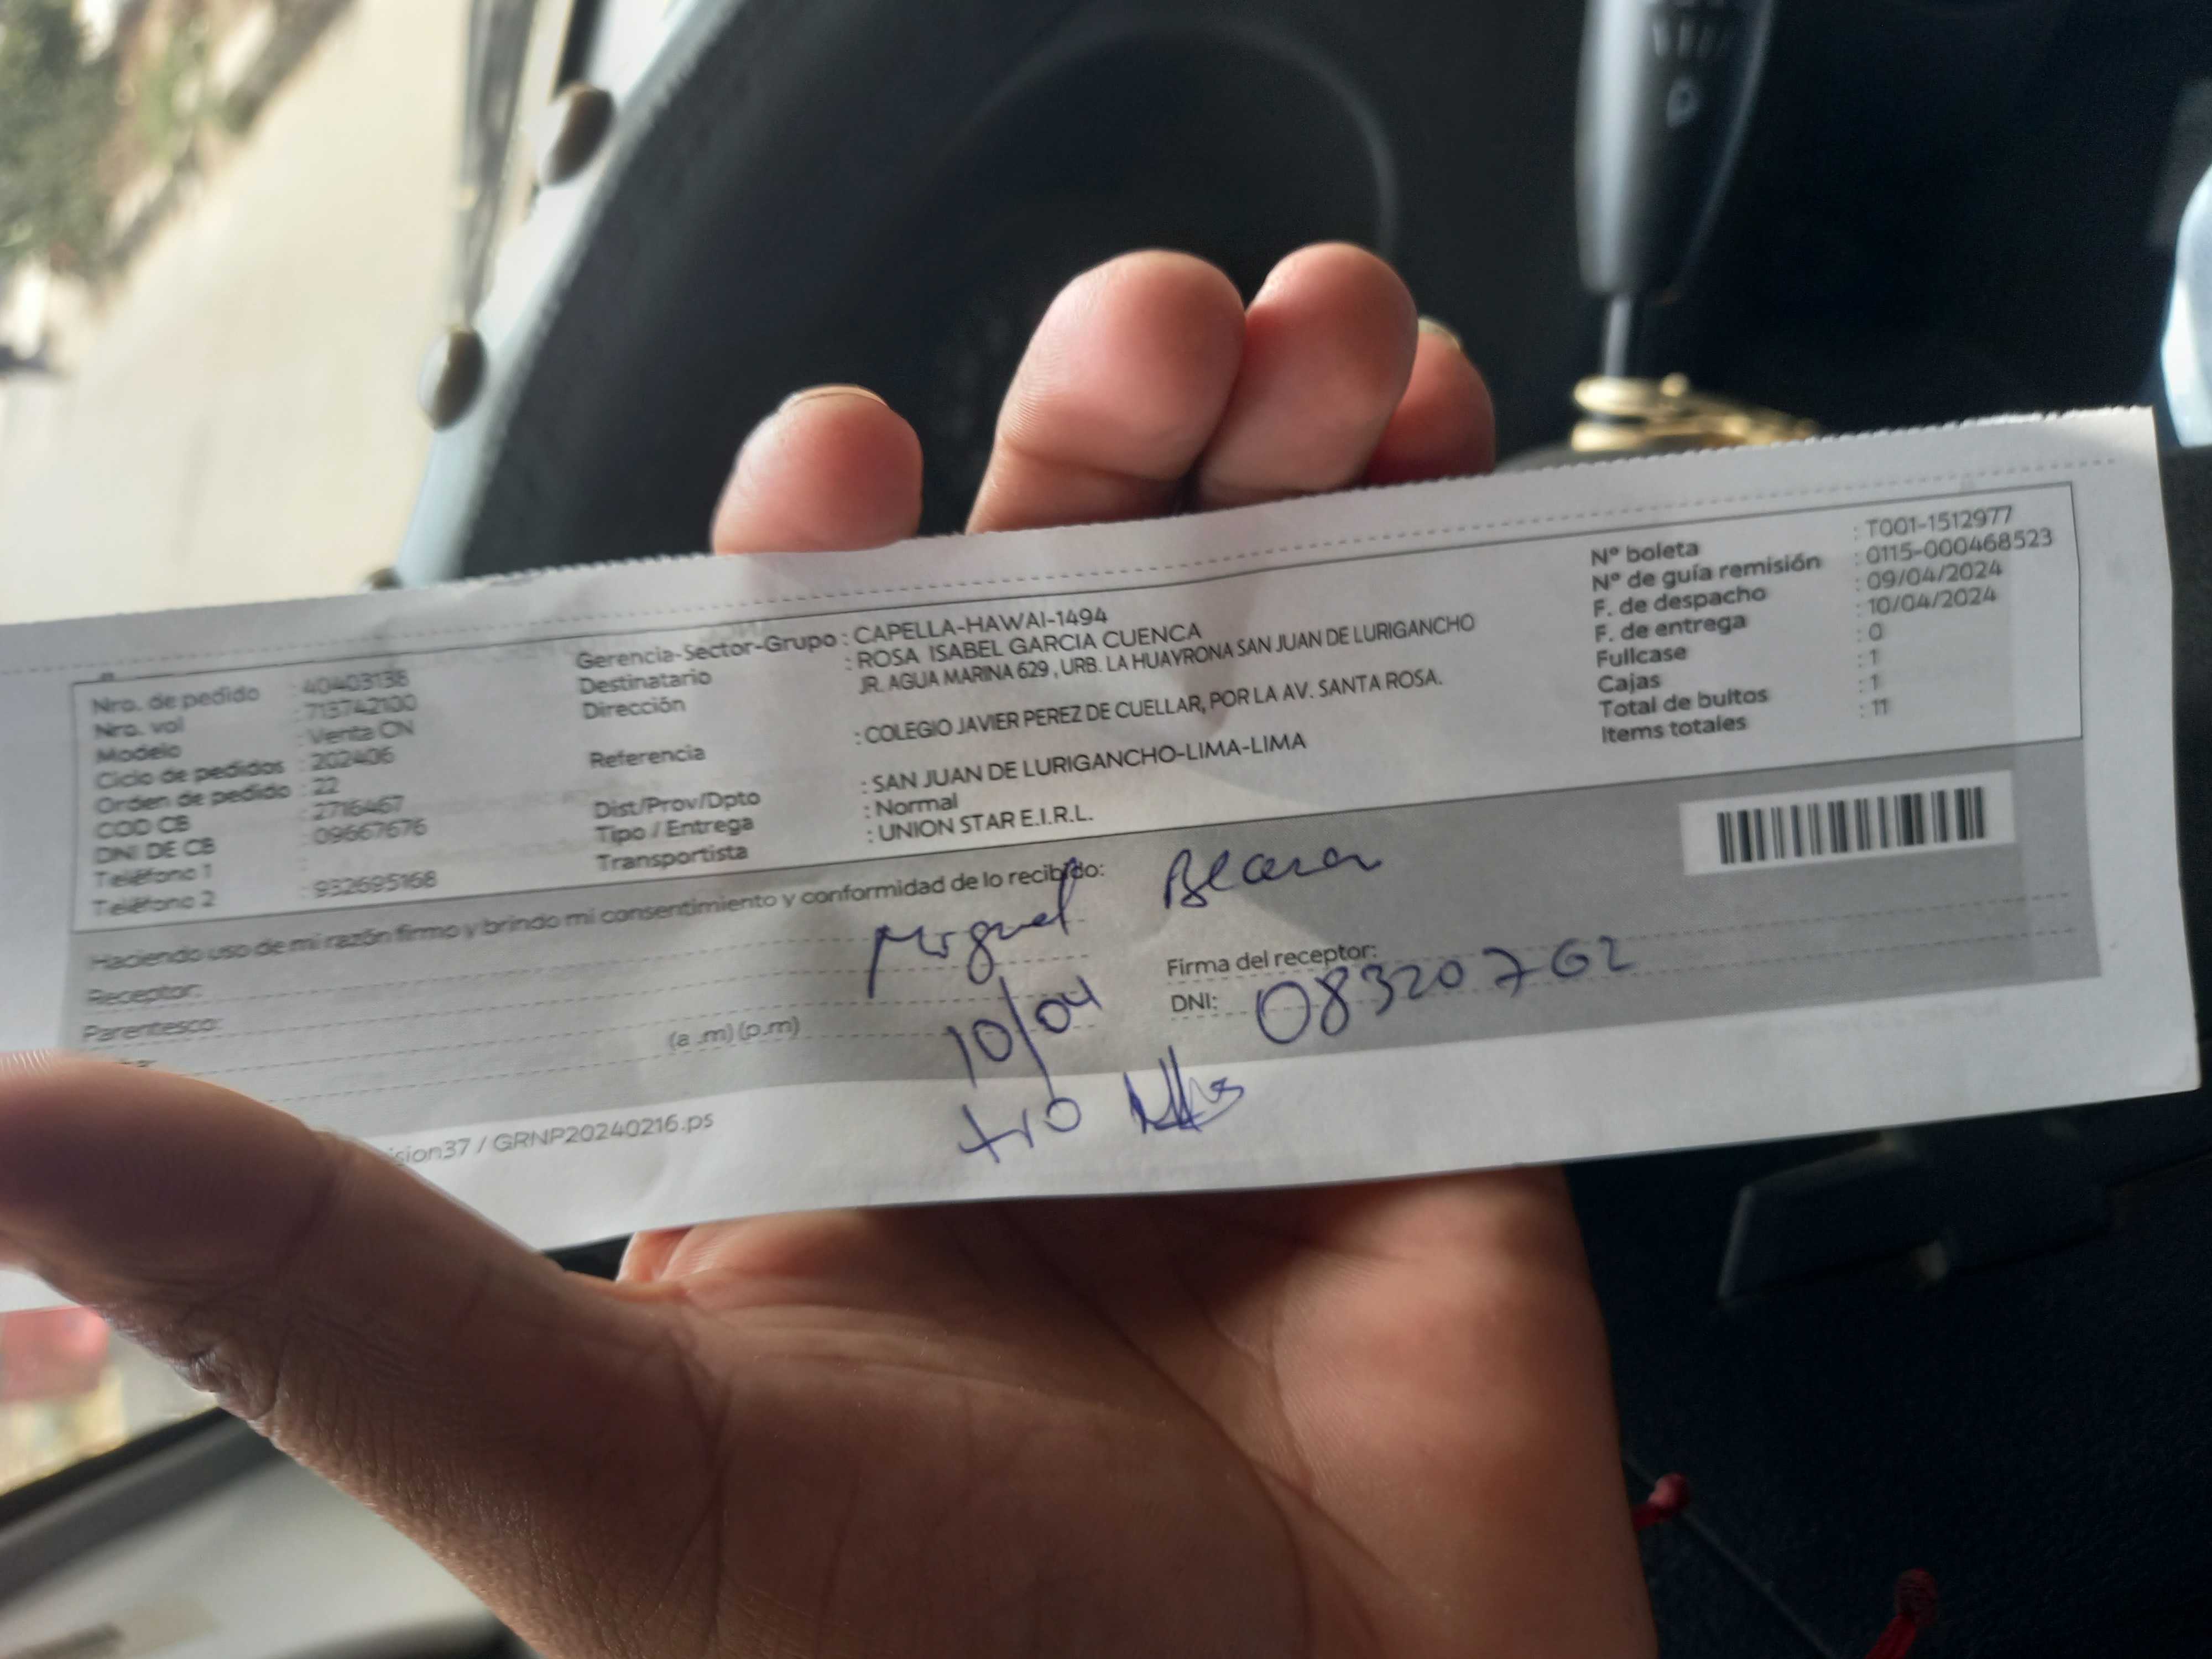 Nro. de pedido : 40403138
Nro. vol : 713742100
Modelo : Venta CN
Ciclo de pedidos : 202406
Orden de pedido : 22
COD CB : 2716467
DNI DE CB : 09667676
Teléfono 1 :
Teléfono 2 : 932695168
Gerencia-Sector-Grupo : CAPELLA-HAWAI-1494
Destinatario : ROSA ISABEL GARCIA CUENCA
Dirección JR. AGUA MARINA 629 , URB. LA HUAYRONA SAN JUAN DE LURIGANCHO
Referencia : COLEGIO JAVIER PEREZ DE CUELLAR, POR LA AV. SANTA ROSA.
Dist/Prov/Dpto : SAN JUAN DE LURIGANCHO-LIMA-LIMA
Tipo / Entrega : Normal
Transportista : UNION STAR E.I.R.L.
N° boleta : T001-1512977
N° de guía remisión : 0115-000468523
F. de despacho : 09/04/2024
F. de entrega : 10/04/2024
Fullcase : 0
Cajas : 1
Total de bultos : 1
Items totales : 11
Haciendo uso de mi razón firmo y brindo mi consentimiento y conformidad de lo recibido:
Receptor: Miguel
Parentesco: 10/04
(a .m) (p.m)
Firma del receptor:
DNI: 08320762
ision37 / GRNP20240216.ps